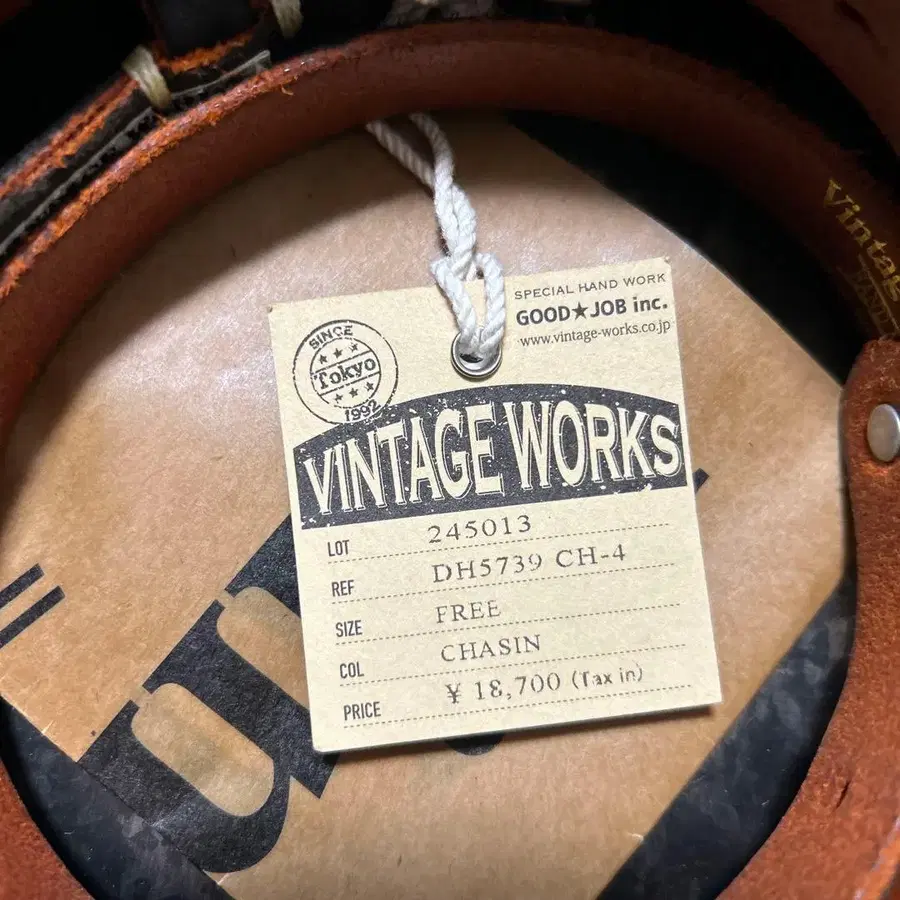 SPECIAL HAND WORK
GOOD★JOB inc.
www.vintage-works.co.jp
SINCE
★★★
Tokyo
★★★
1992
VINTAGE WORKS
LOT 245013
REF DH5739 CH-4
SIZE FREE
COL CHASIN
PRICE ¥ 18,700 (Tax in)
Vintage